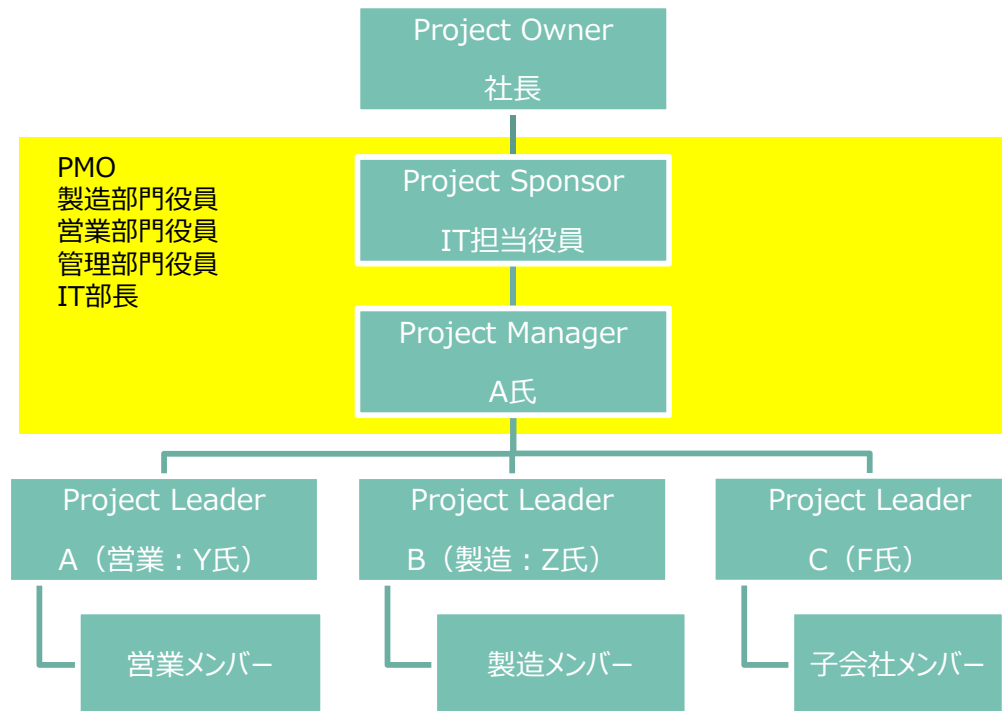 Project Owner
社長
PMO
製造部門役員
営業部門役員
管理部門役員
IT部長
Project Sponsor
IT担当役員
Project Manager
A氏
Project Leader
A（営業：Y氏）
Project Leader
B（製造：Z氏）
Project Leader
C（F氏）
営業メンバー
製造メンバー
子会社メンバー